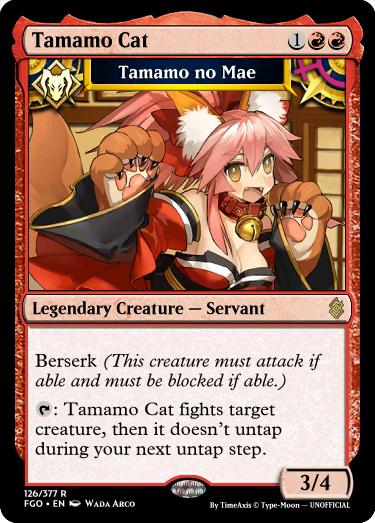 Tamamo Cat 1
Tamamo no Mae
Legendary Creature — Servant
Berserk (This creature must attack if
able and must be blocked if able.)
: Tamamo Cat fights target
creature, then it doesn't untap
during your next untap step.
3/4
126/377 R
FGO • EN Wada Arco
By TimeAxis © Type-Moon — UNOFFICIAL